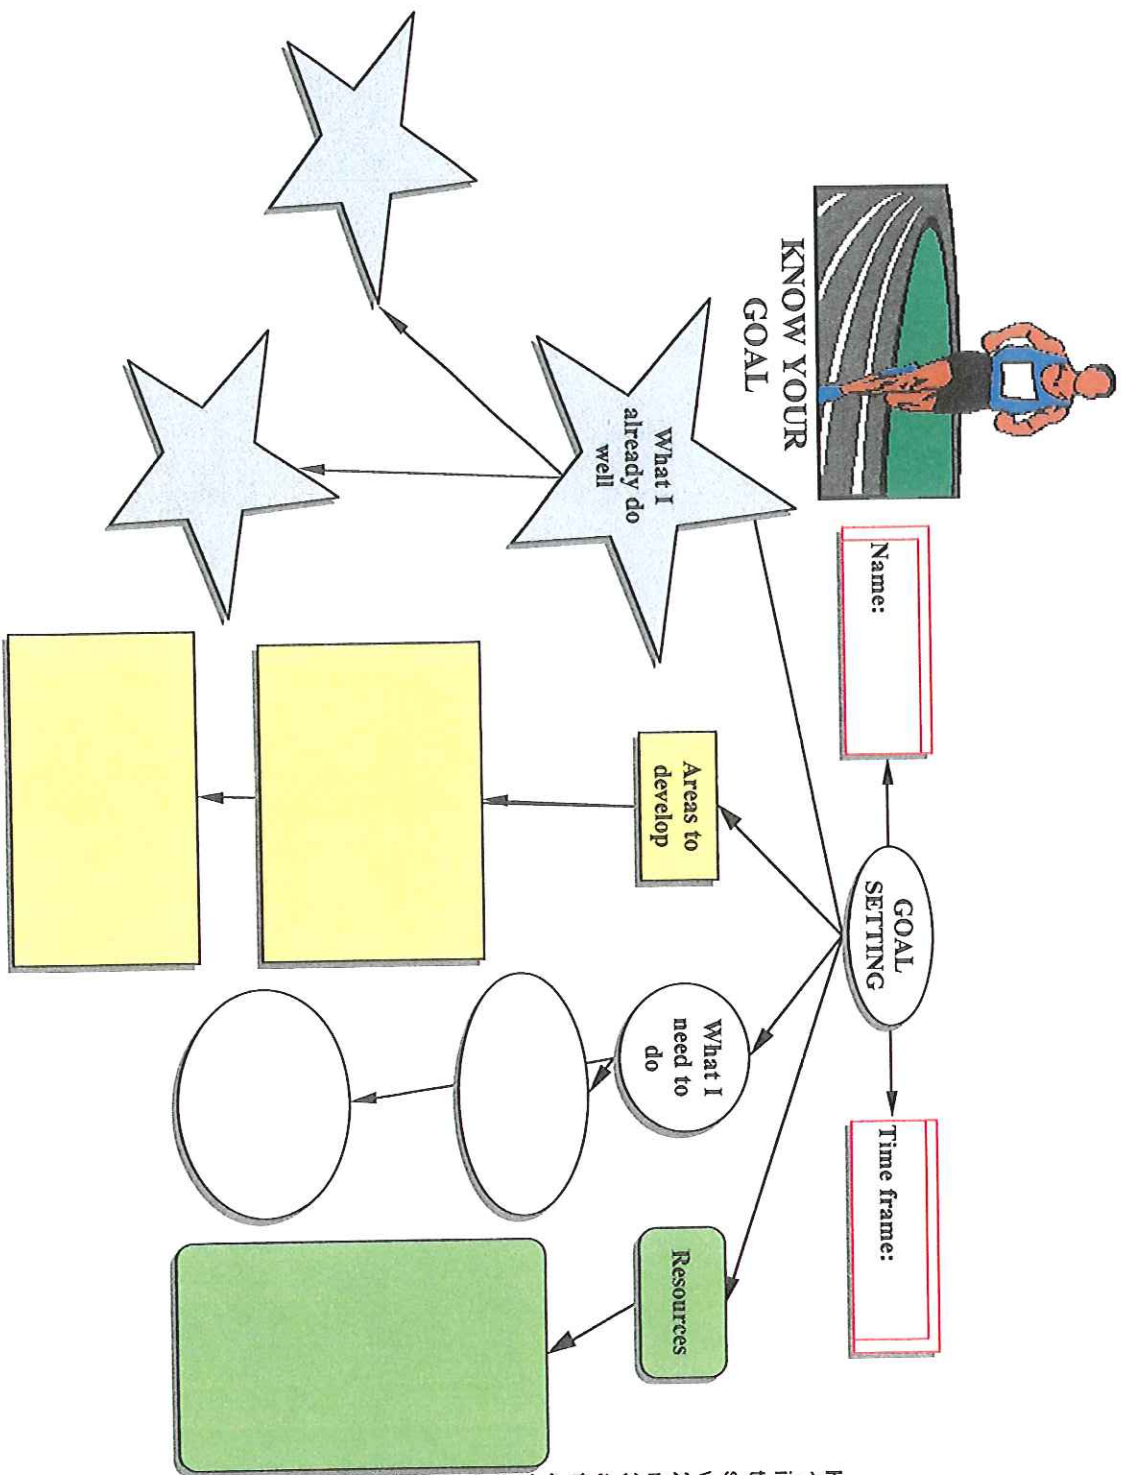 KNOW YOUR
GOAL
Name:
GOAL
SETTING
Time frame:
What I
already do
well
Areas to
develop
What I
need to
do
Resources